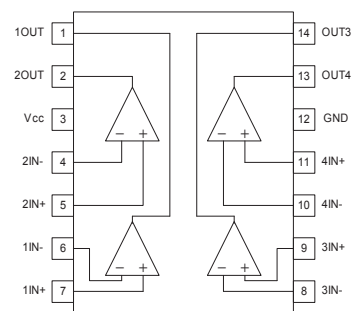 1OUT 1 14 OUT3
2OUT 2 13 OUT4
Vcc 3 12 GND
2IN- 4 11 4IN+
2IN+ 5 10 4IN-
1IN- 6 9 3IN+
1IN+ 7 8 3IN-
− + − +
− + − +